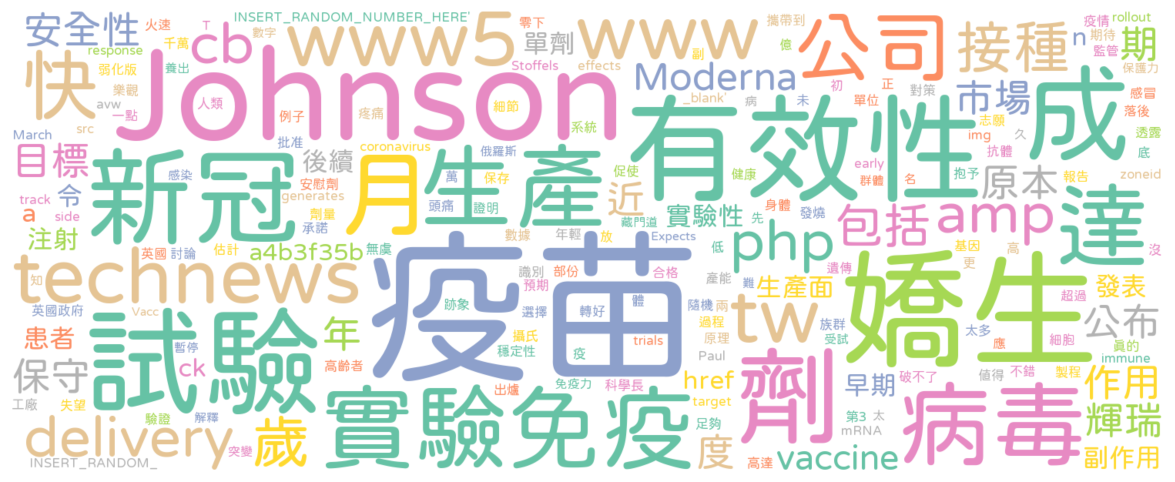 INSERT_RANDOM_NUMBER_HERE'
安全性
火速
T
數字
response
千萬
cb
www5
零下
單劑
www
攜帶到
億
副
公司
接種
疫情
rollout
n
期待
監管
期
快
弱化版
養出
樂觀
avw
一點
src
Johnson
人類
例子
疼痛
Stoffels
effects
細節
系統
Moderna
_blank'
病
未
初
正
單位
對策
市場
志願
img
久
感冒
落後
透露
底
保護力
成
March
目標
批准
後續
coronavirus
俄羅斯
保存
促使
有效性
健康
early
群體
名
抗體
抱予
原本
報告
zoneid
感染
令
安慰劑
generates
月
萬
頭痛
證明
生產
近
實驗性
先
身體
發燒
track
side
a
劑量
承諾
新冠
藏門道
包括
amp
達
沒
注射
英國
討論
估計
a4b3f35b
無虞
數據
年輕
放
Expects
低
php
基因
更
高
遺傳
technews
知
識別
部份
合格
預期
產能
難
生產面
嬌生
超過
發表
英國政府
Vacc
跡象
選擇
轉好
體
隨機
兩
過程
原理
tw
族群
受試
太多
公布
患者
暫停
試驗
年
攝氏
穩定性
疫
疫苗
trials
Paul
應
細胞
真的
immune
保守
ck
高齡者
出爐
免疫力
科學長
href
target
劑
早期
破不了
值得
不錯
製程
作用
工廠
失望
驗證
解釋
實驗
免疫
足夠
第3
太
mRNA
病毒
輝瑞
delivery
突變
歲
度
高達
vaccine
副作用
INSERT_RANDOM_